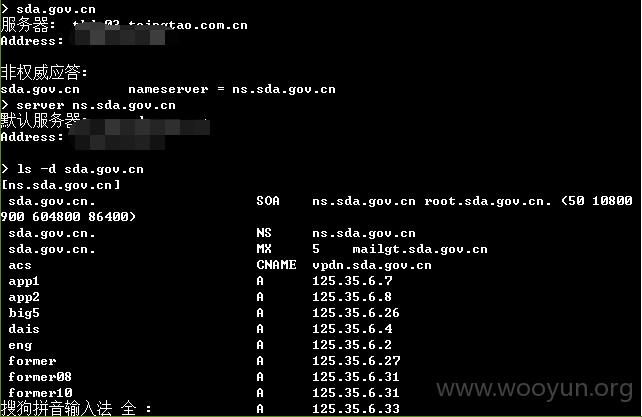 > sda.gov.cn
服务器:
Address:
非权威应答:
sda.gov.cn nameserver = ns.sda.gov.cn
> server ns.sda.gov.cn
默认服务器:
Address:
> ls -d sda.gov.cn
[ns.sda.gov.cn]
sda.gov.cn. SOA ns.sda.gov.cn root.sda.gov.cn. (50 10800
900 604800 86400)
sda.gov.cn. NS ns.sda.gov.cn
sda.gov.cn. MX 5 mailgt.sda.gov.cn
acs CNAME vpdn.sda.gov.cn
app1 A 125.35.6.7
app2 A 125.35.6.8
big5 A 125.35.6.26
dais A 125.35.6.4
eng A 125.35.6.2
former A 125.35.6.27
former08 A 125.35.6.31
former10 A 125.35.6.31
搜狗拼音输入法 全 : A 125.35.6.33
www.wooyun.org